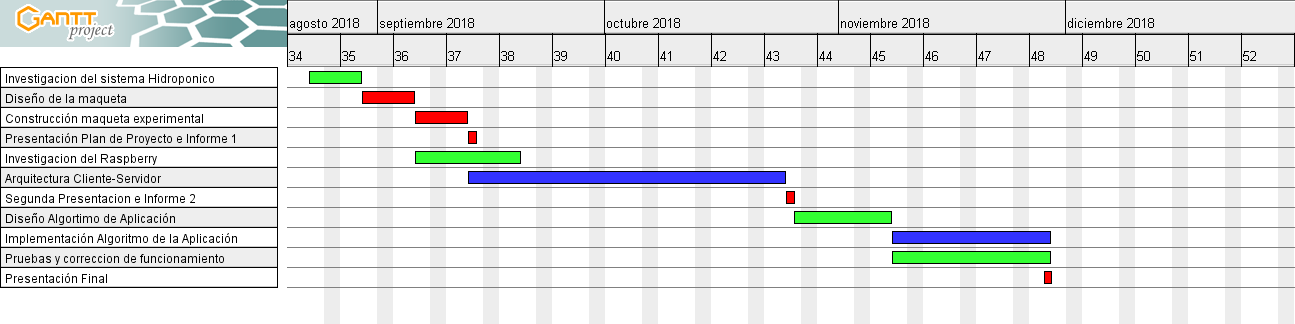 GANTT
project
agosto 2018 septiembre 2018 octubre 2018 noviembre 2018 diciembre 2018
34 35 36 37 38 39 40 41 42 43 44 45 46 47 48 49 50 51 52
Investigacion del sistema Hidroponico
Diseño de la maqueta
Construcción maqueta experimental
Presentación Plan de Proyecto e Informe 1
Investigacion del Raspberry
Arquitectura Cliente-Servidor
Segunda Presentacion e Informe 2
Diseño Algortimo de Aplicación
Implementación Algoritmo de la Aplicación
Pruebas y correccion de funcionamiento
Presentación Final